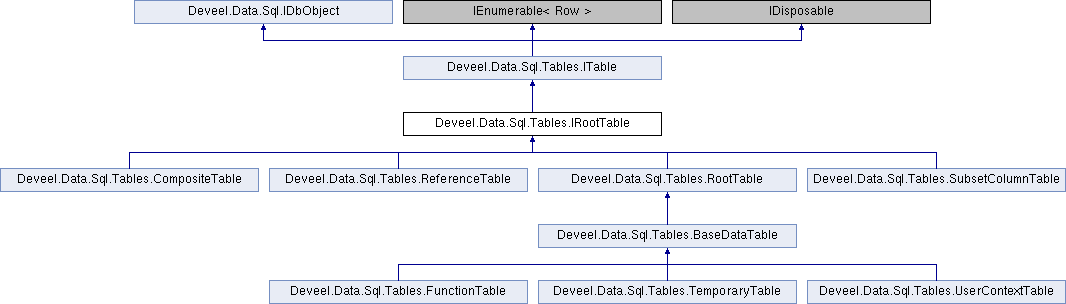 Deveel.Data.Sql.IDbObject
IEnumerable< Row >
IDisposable
Deveel.Data.Sql.Tables.ITable
Deveel.Data.Sql.Tables.IRootTable
Deveel.Data.Sql.Tables.CompositeTable
Deveel.Data.Sql.Tables.ReferenceTable
Deveel.Data.Sql.Tables.RootTable
Deveel.Data.Sql.Tables.SubsetColumnTable
Deveel.Data.Sql.Tables.BaseDataTable
Deveel.Data.Sql.Tables.FunctionTable
Deveel.Data.Sql.Tables.TemporaryTable
Deveel.Data.Sql.Tables.UserContextTable